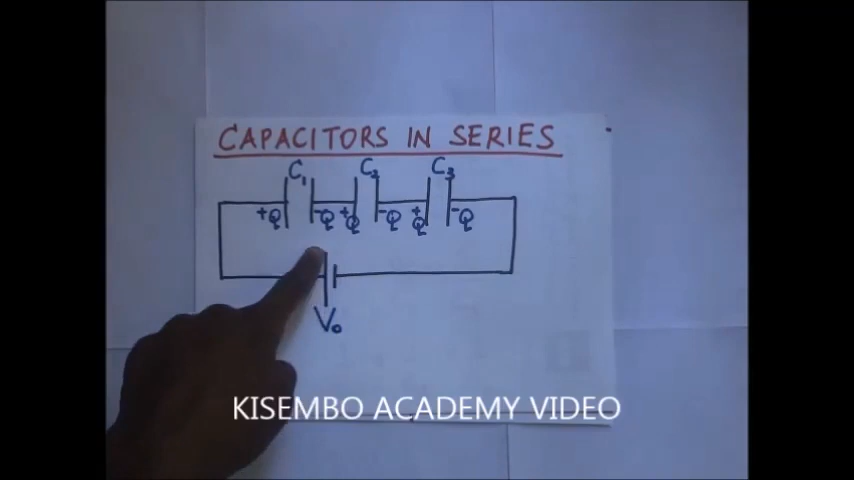 CAPACITORS IN SERIES
C₁ C₂ C₃
+Q -Q +Q -Q +Q -Q
V₀
KISEMBO ACADEMY VIDEO